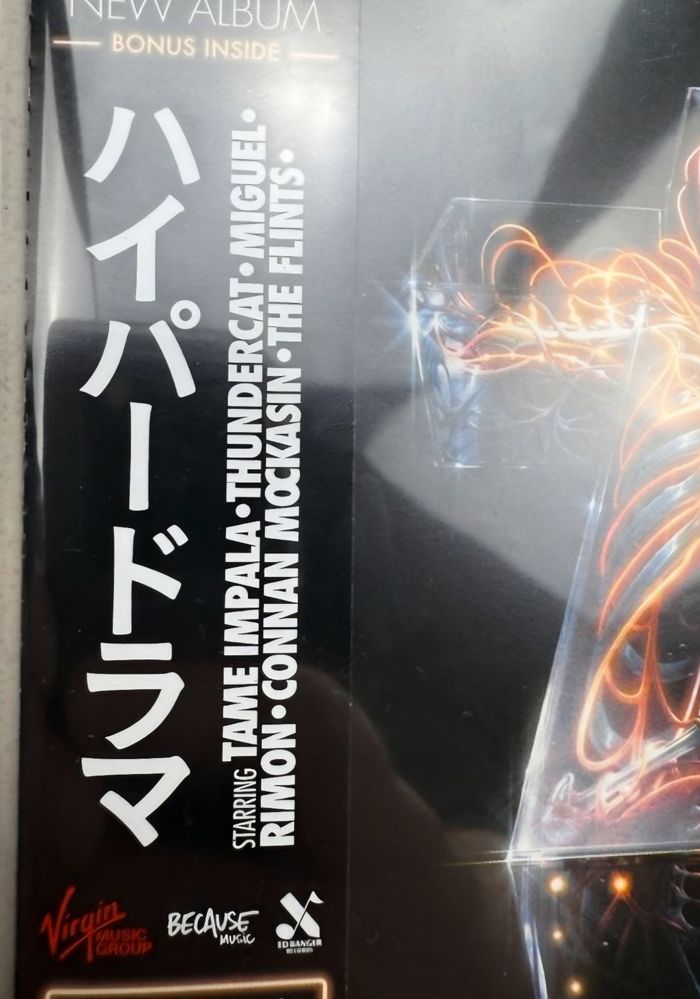 NEW ALBUM
BONUS INSIDE
ハイパードラマ
STARRING TAME IMPALA • THUNDERCAT • MIGUEL •
RIMON • CONNAN MOCKASIN • THE FLINTS •
Virgin MUSIC GROUP
BECAUSE MUSIC
ED BANGER RECORDS